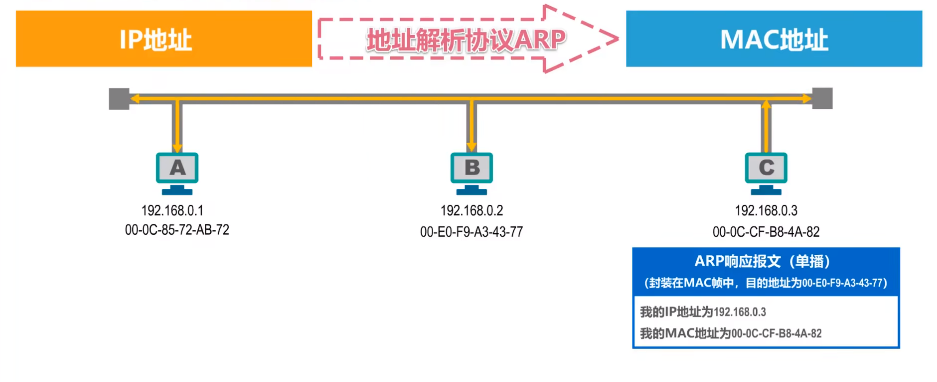 IP地址
地址解析协议ARP
MAC地址
A
B
C
192.168.0.1
00-0C-85-72-AB-72
192.168.0.2
00-E0-F9-A3-43-77
192.168.0.3
00-0C-CF-B8-4A-82
ARP响应报文（单播）
（封装在MAC帧中，目的地址为00-E0-F9-A3-43-77）
我的IP地址为192.168.0.3
我的MAC地址为00-0C-CF-B8-4A-82